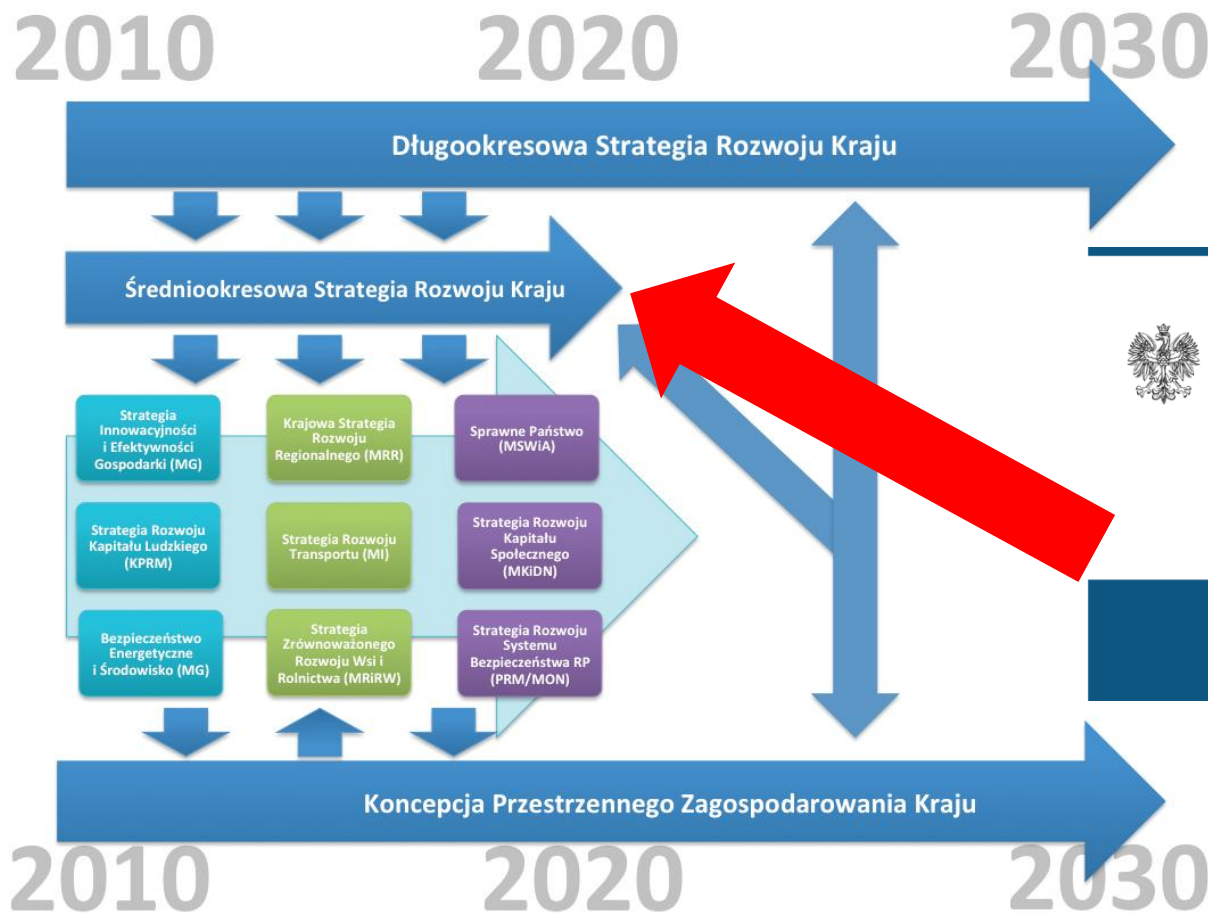 2010 2020 2030
Długookresowa Strategia Rozwoju Kraju
Średniookresowa Strategia Rozwoju Kraju
Strategia
Innowacyjności
i Efektywności
Gospodarki (MG)
Krajowa Strategia
Rozwoju
Regionalnego (MRR)
Sprawne Państwo
(MSWiA)
Strategia Rozwoju
Kapitału Ludzkiego
(KPRM)
Strategia Rozwoju
Transportu (MI)
Strategia Rozwoju
Kapitału
Społecznego
(MKiDN)
Bezpieczeństwo
Energetyczne
i Środowisko (MG)
Strategia
Zrównoważonego
Rozwoju Wsi i
Rolnictwa (MRiRW)
Strategia Rozwoju
Systemu
Bezpieczeństwa RP
(PRM/MON)
Koncepcja Przestrzennego Zagospodarowania Kraju
2010 2020 2030